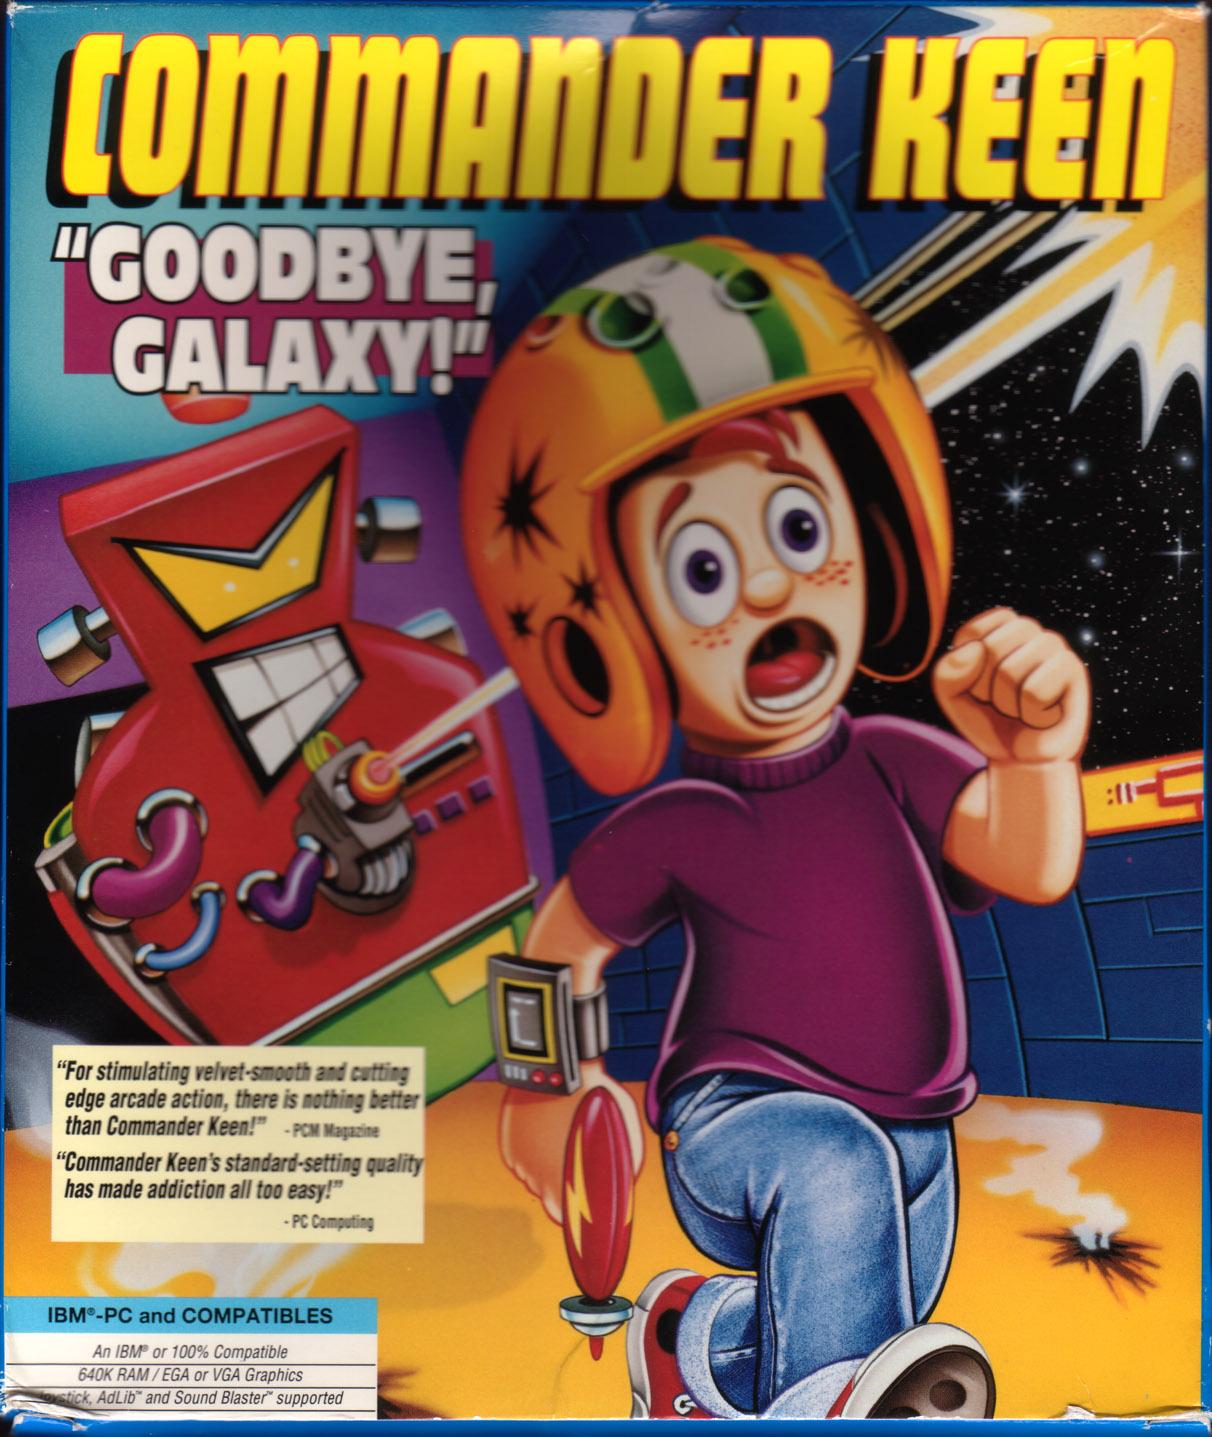 COMMANDER KEEN
"GOODBYE,
GALAXY!"
"For stimulating velvet-smooth and cutting
edge arcade action, there is nothing better
than Commander Keen!" - PCM Magazine
"Commander Keen's standard-setting quality
has made addiction all too easy!"
- PC Computing
IBM®-PC and COMPATIBLES
An IBM® or 100% Compatible
640K RAM / EGA or VGA Graphics
Joystick, AdLib™ and Sound Blaster™ supported